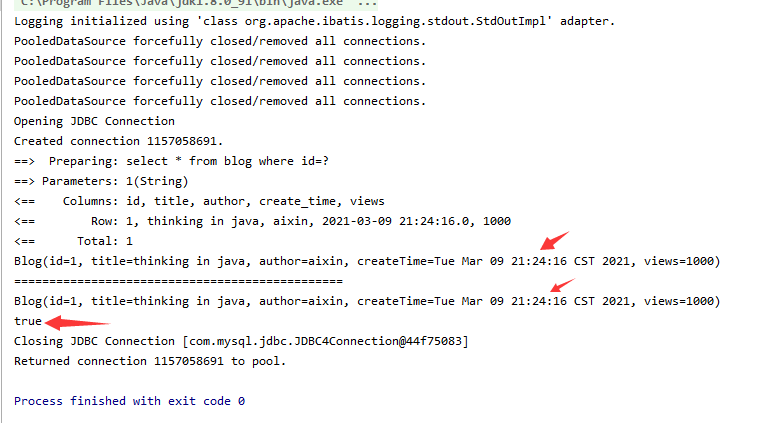 C:\Program Files\Java\jdk1.8.0_91\bin\java.exe" ...
Logging initialized using 'class org.apache.ibatis.logging.stdout.StdOutImpl' adapter.
PooledDataSource forcefully closed/removed all connections.
PooledDataSource forcefully closed/removed all connections.
PooledDataSource forcefully closed/removed all connections.
PooledDataSource forcefully closed/removed all connections.
Opening JDBC Connection
Created connection 1157058691.
==>  Preparing: select * from blog where id=?
==> Parameters: 1(String)
<==    Columns: id, title, author, create_time, views
<==        Row: 1, thinking in java, aixin, 2021-03-09 21:24:16.0, 1000
<==      Total: 1
Blog(id=1, title=thinking in java, author=aixin, createTime=Tue Mar 09 21:24:16 CST 2021, views=1000)
===============================================
Blog(id=1, title=thinking in java, author=aixin, createTime=Tue Mar 09 21:24:16 CST 2021, views=1000)
true
Closing JDBC Connection [com.mysql.jdbc.JDBC4Connection@44f75083]
Returned connection 1157058691 to pool.
Process finished with exit code 0